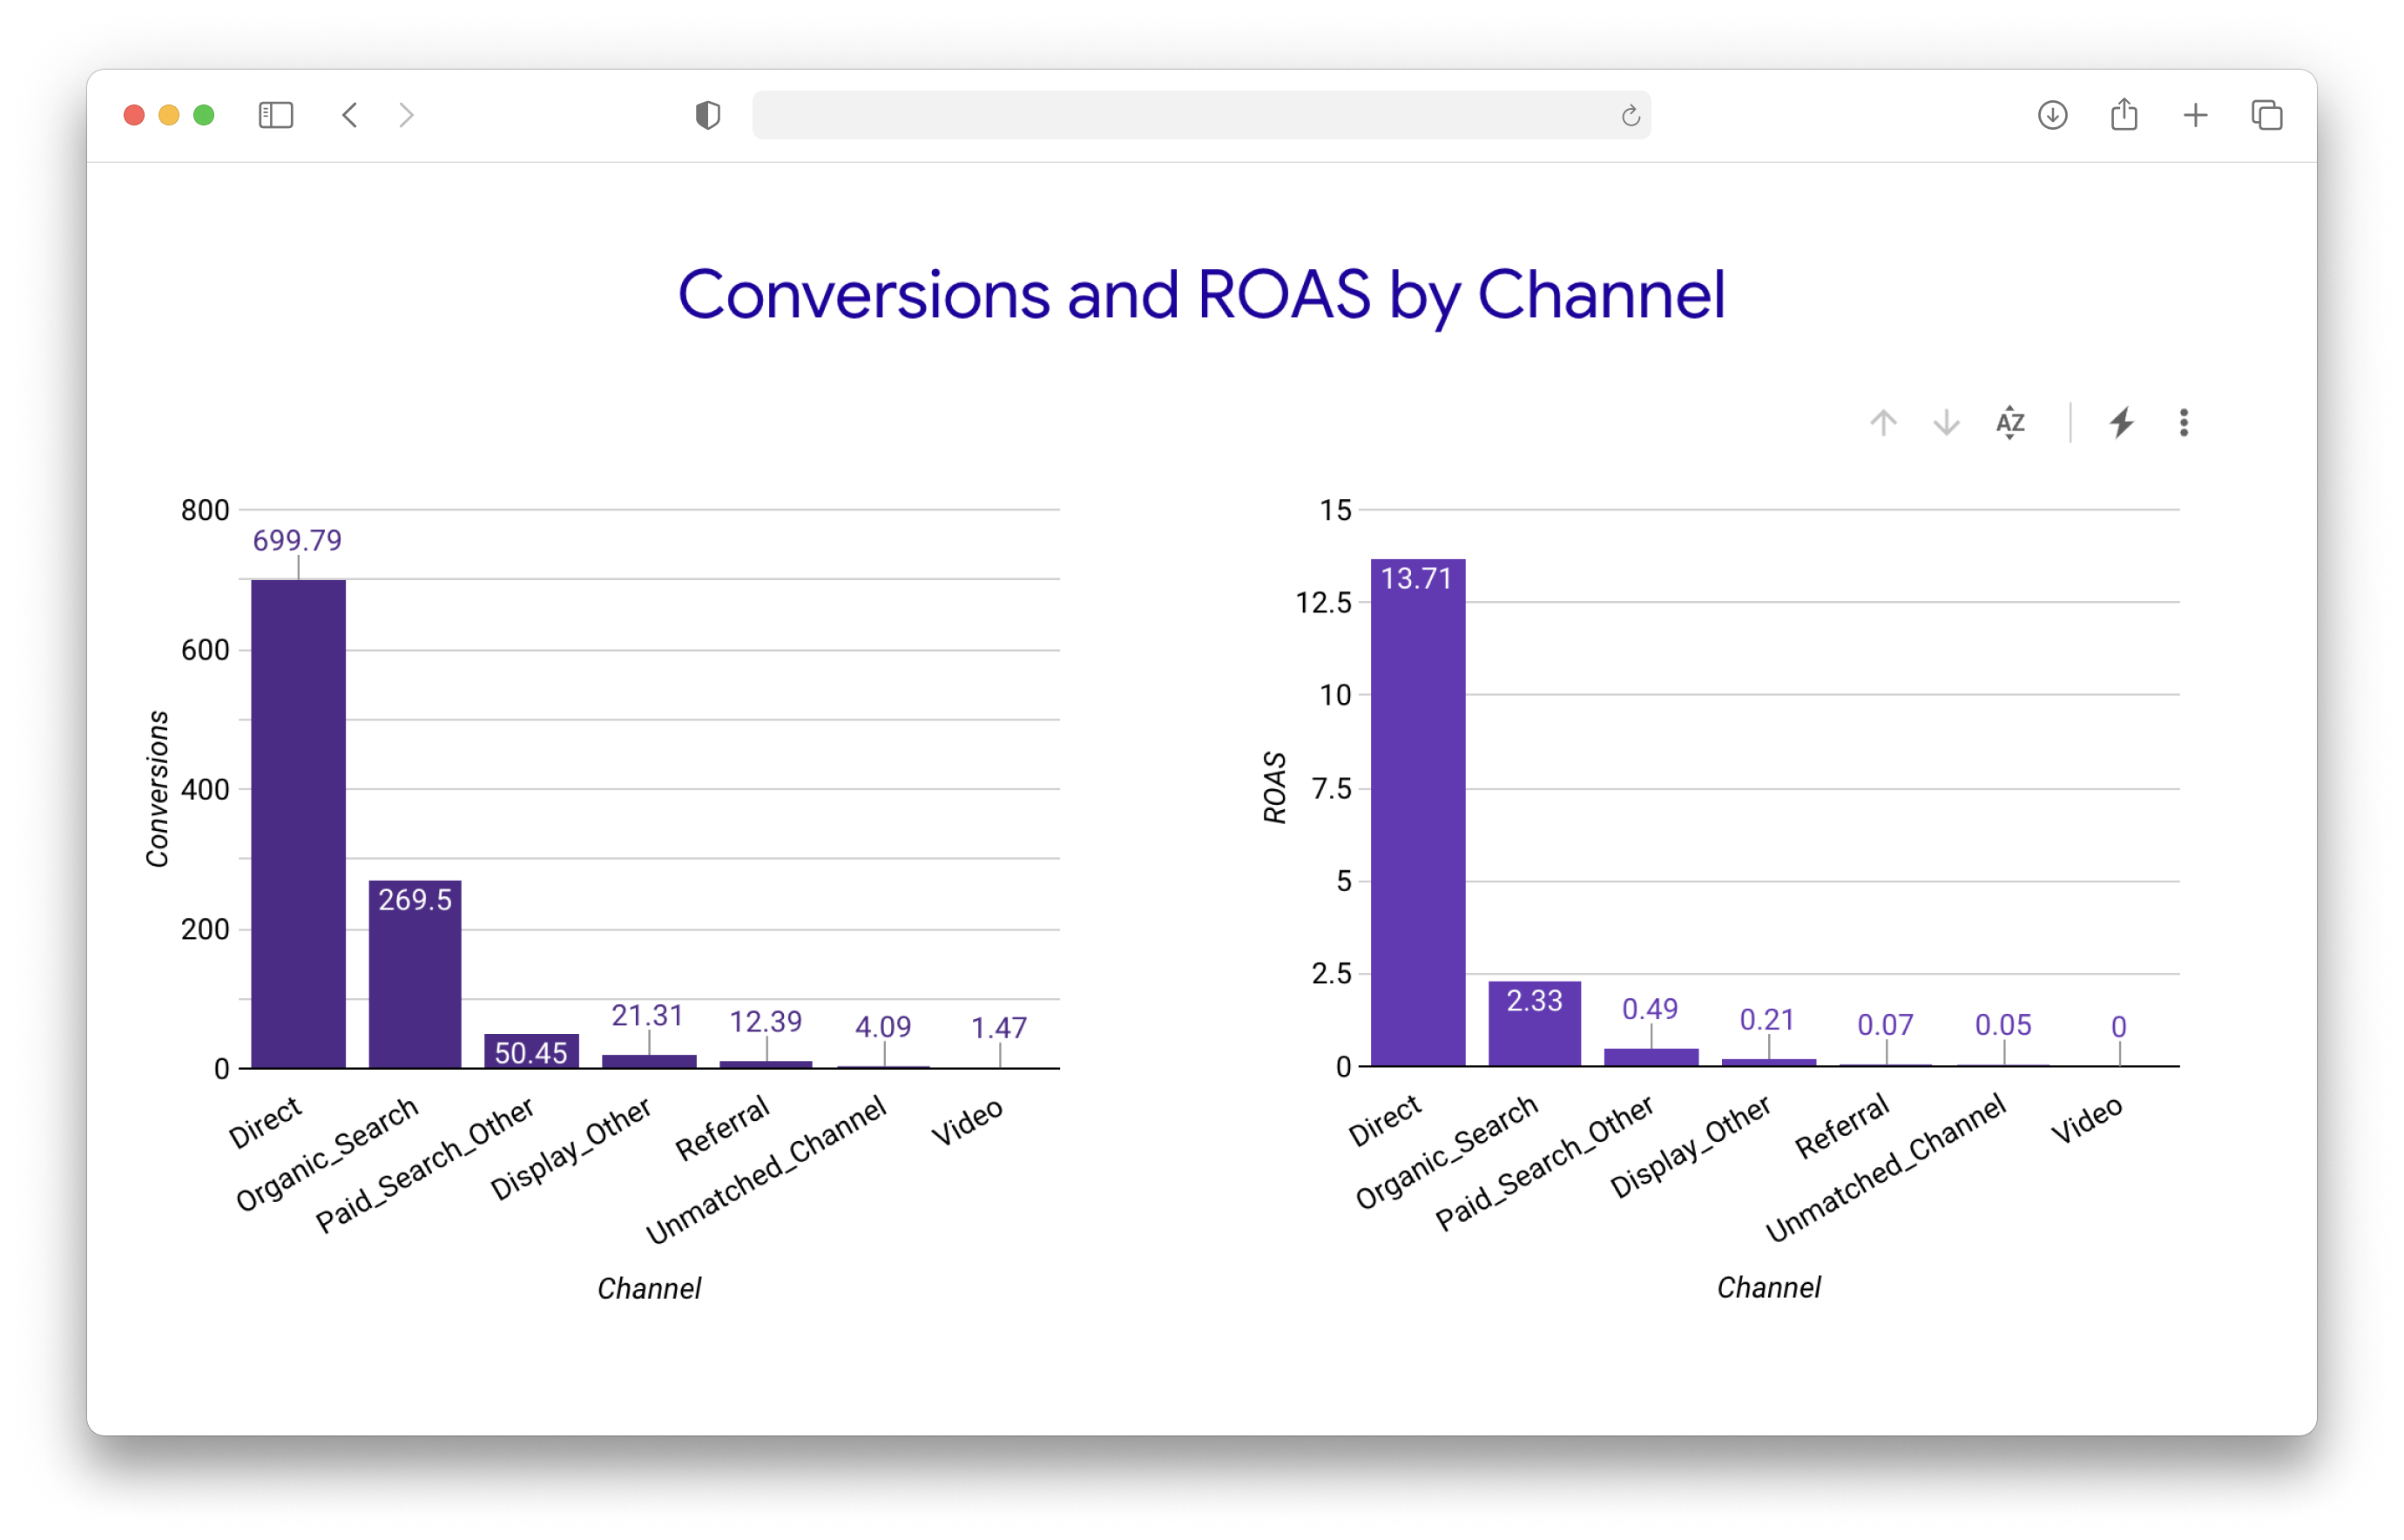 Conversions and ROAS by Channel
AZ
Conversions
800
600
400
200
0
699.79
269.5
50.45
21.31
12.39
4.09
1.47
Direct
Organic_Search
Paid_Search_Other
Display_Other
Referral
Unmatched_Channel
Video
Channel
ROAS
15
12.5
10
7.5
5
2.5
0
13.71
2.33
0.49
0.21
0.07
0.05
0
Direct
Organic_Search
Paid_Search_Other
Display_Other
Referral
Unmatched_Channel
Video
Channel